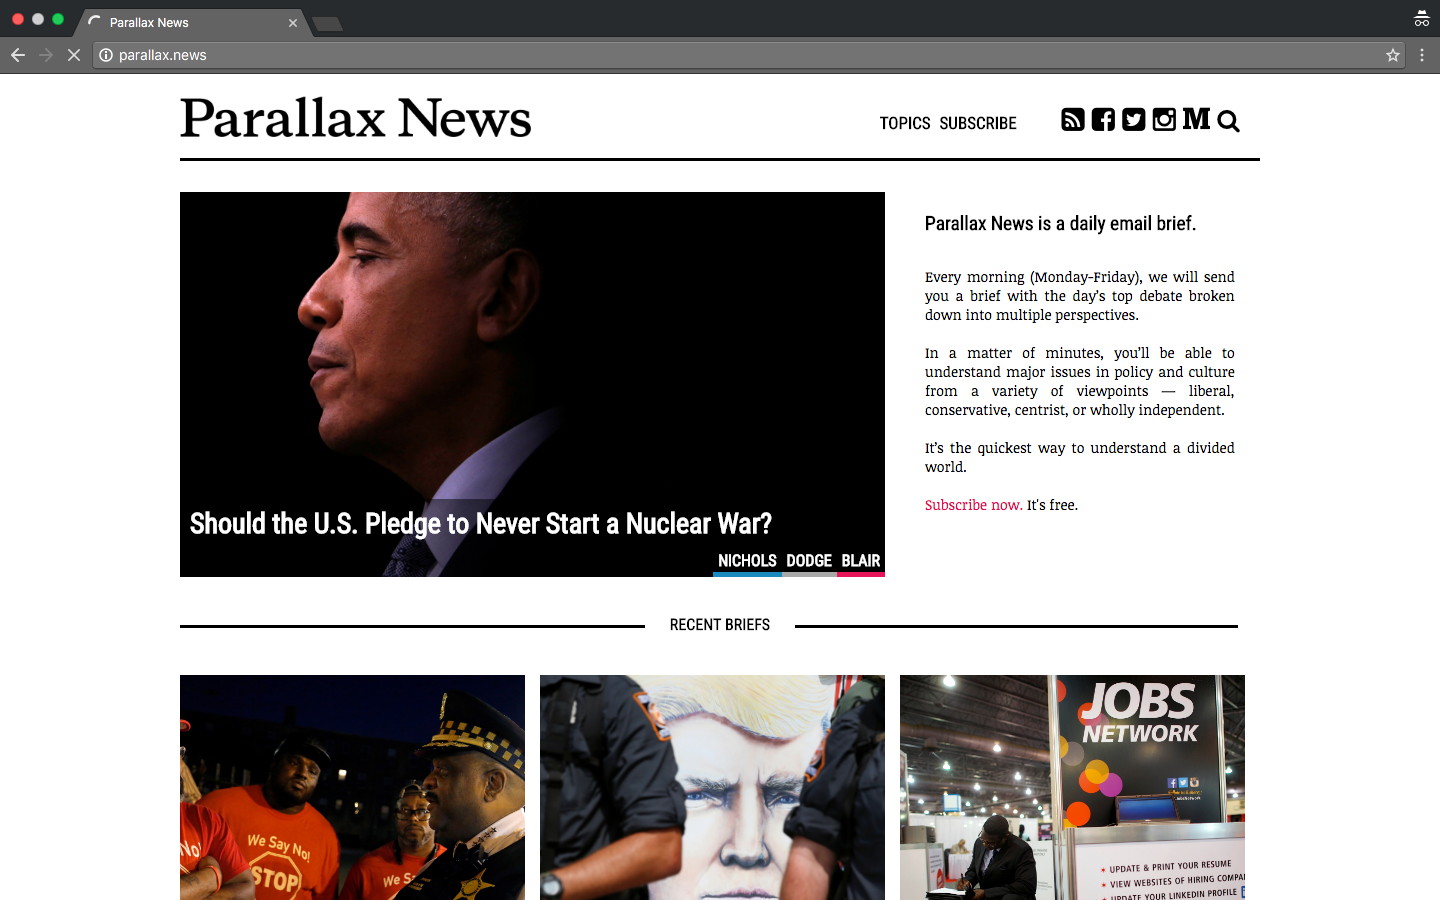 Parallax News
parallax.news
Parallax News
TOPICS SUBSCRIBE
M
Should the U.S. Pledge to Never Start a Nuclear War?
NICHOLS DODGE BLAIR
Parallax News is a daily email brief.
Every morning (Monday-Friday), we will send
you a brief with the day's top debate broken
down into multiple perspectives.
In a matter of minutes, you'll be able to
understand major issues in policy and culture
from a variety of viewpoints — liberal,
conservative, centrist, or wholly independent.
It's the quickest way to understand a divided
world.
Subscribe now. It's free.
RECENT BRIEFS
No!
We Say No!
STOP
We S
JOBS
NETWORK
• UPDATE & PRINT YOUR RESUME
• VIEW WEBSITES OF HIRING COMPA
UPDATE YOUR LINKEDIN PROFILE